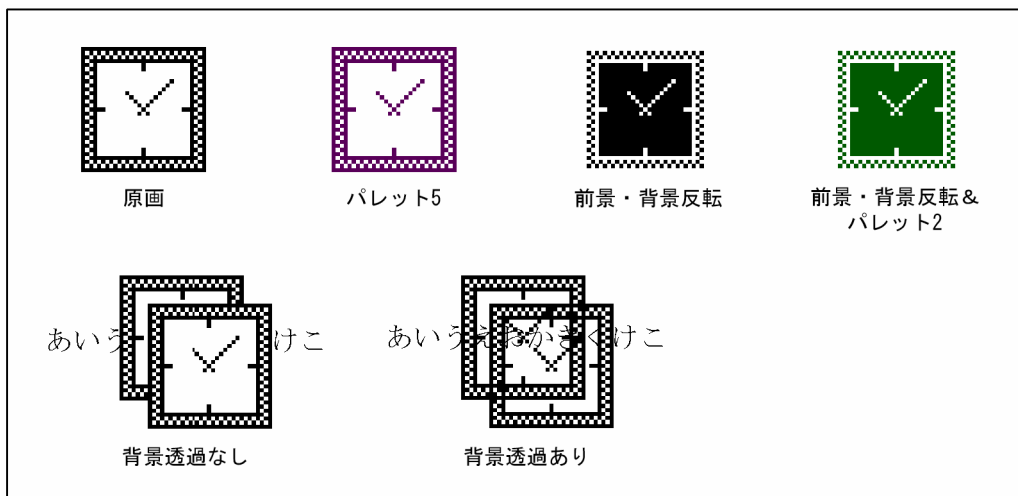 原画
パレット5
前景・背景反転
前景・背景反転&
パレット2
あいう けこ
あいうえおかきくけこ
背景透過なし
背景透過あり